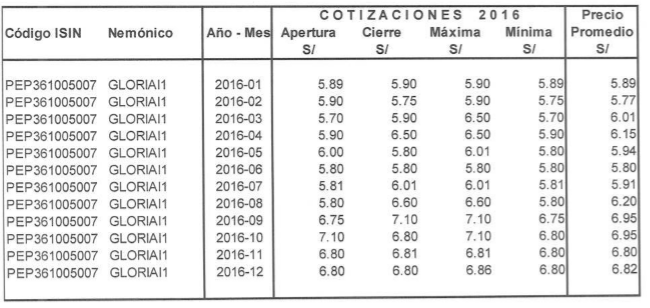 COTIZACIONES 2016 Precio
Código ISIN Nemónico Año - Mes Apertura Cierre Máxima Mínima Promedio
S/ S/ S/ S/ S/
PEP361005007 GLORIAI1 2016-01 5.89 5.90 5.90 5.89 5.89
PEP361005007 GLORIAI1 2016-02 5.90 5.75 5.90 5.75 5.77
PEP361005007 GLORIAI1 2016-03 5.70 5.90 6.50 5.70 6.01
PEP361005007 GLORIAI1 2016-04 5.90 6.50 6.50 5.90 6.15
PEP361005007 GLORIAI1 2016-05 6.00 5.80 6.01 5.80 5.94
PEP361005007 GLORIAI1 2016-06 5.80 5.80 5.80 5.80 5.80
PEP361005007 GLORIAI1 2016-07 5.81 6.01 6.01 5.81 5.91
PEP361005007 GLORIAI1 2016-08 5.80 6.60 6.60 5.80 6.20
PEP361005007 GLORIAI1 2016-09 6.75 7.10 7.10 6.75 6.95
PEP361005007 GLORIAI1 2016-10 7.10 6.80 7.10 6.80 6.95
PEP361005007 GLORIAI1 2016-11 6.80 6.81 6.81 6.80 6.80
PEP361005007 GLORIAI1 2016-12 6.80 6.80 6.86 6.80 6.82